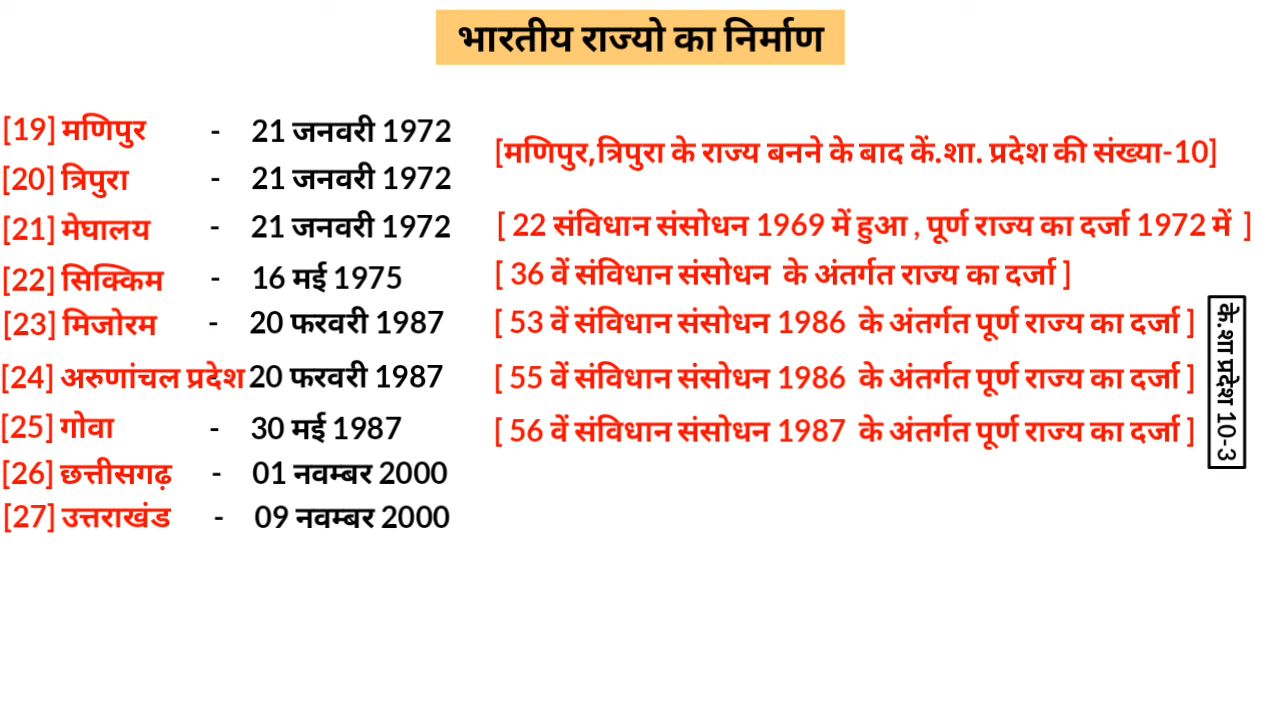 भारतीय राज्यो का निर्माण
[19] मणिपुर - 21 जनवरी 1972
[मणिपुर,त्रिपुरा के राज्य बनने के बाद कें.शा. प्रदेश की संख्या-10]
[20] त्रिपुरा - 21 जनवरी 1972
[21] मेघालय - 21 जनवरी 1972 [ 22 संविधान संसोधन 1969 में हुआ , पूर्ण राज्य का दर्जा 1972 में ]
[22] सिक्किम - 16 मई 1975 [ 36 वें संविधान संसोधन के अंतर्गत राज्य का दर्जा ]
[23] मिजोरम - 20 फरवरी 1987 [ 53 वें संविधान संसोधन 1986 के अंतर्गत पूर्ण राज्य का दर्जा ]
[24] अरुणांचल प्रदेश 20 फरवरी 1987 [ 55 वें संविधान संसोधन 1986 के अंतर्गत पूर्ण राज्य का दर्जा ]
[25] गोवा - 30 मई 1987 [ 56 वें संविधान संसोधन 1987 के अंतर्गत पूर्ण राज्य का दर्जा ]
[26] छत्तीसगढ़ - 01 नवम्बर 2000
[27] उत्तराखंड - 09 नवम्बर 2000
के.शा प्रदेश 10-3